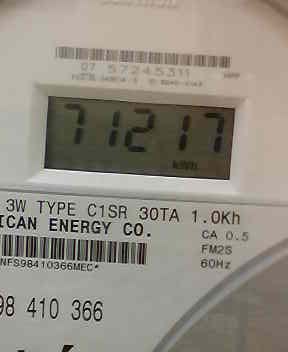 07 57245311
71217
kWh
3W TYPE C1SR 30TA 1.0Kh
ICAN ENERGY CO.
CA 0.5
FM2S
NFS98410366MEC*
60Hz
98 410 366